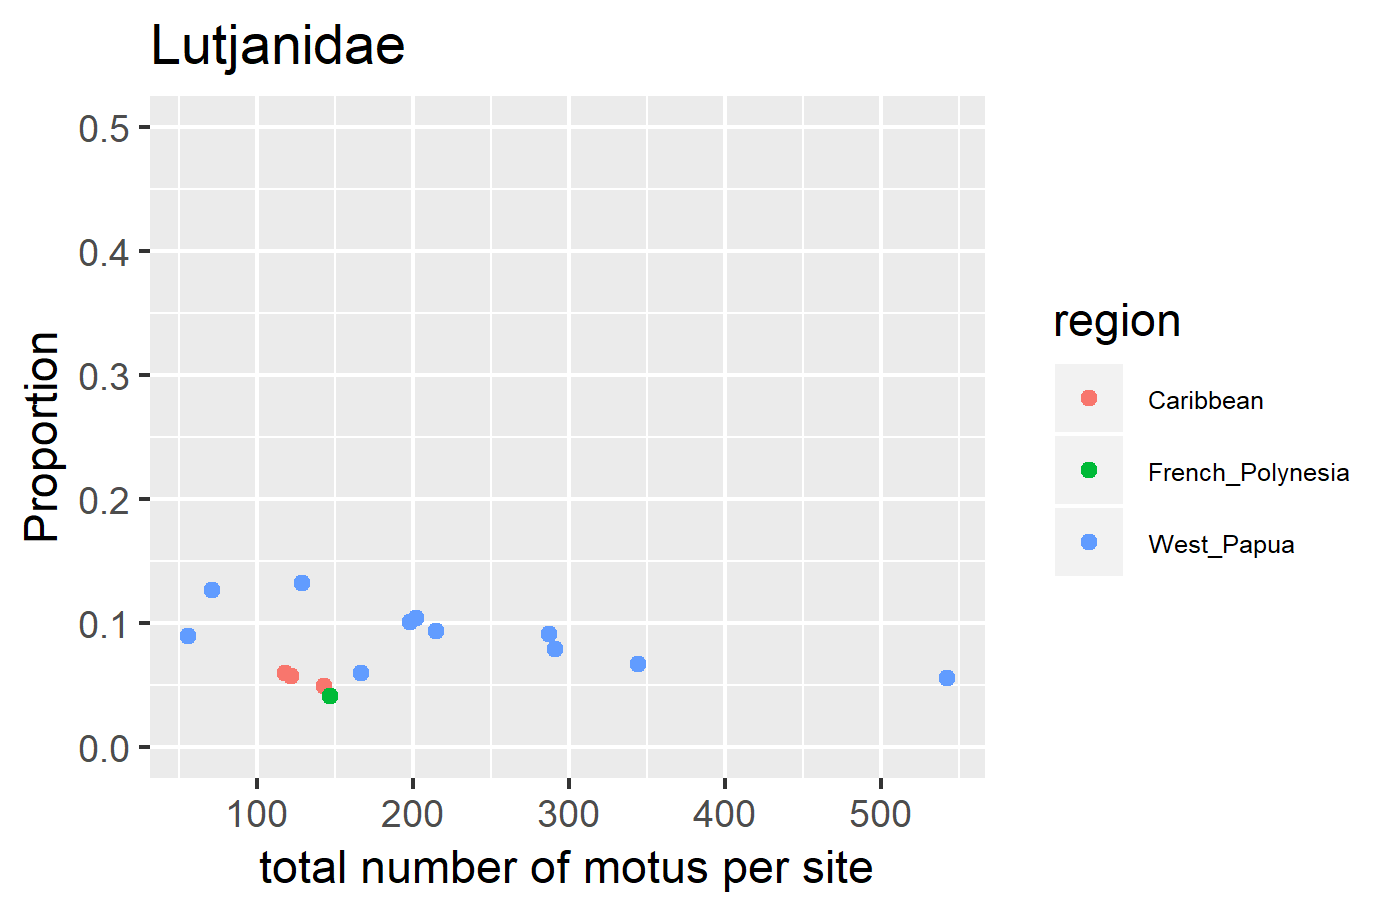 Lutjanidae
0.5
0.4
0.3
0.2
0.1
0.0
Proportion
100 200 300 400 500
total number of motus per site
region
Caribbean
French_Polynesia
West_Papua